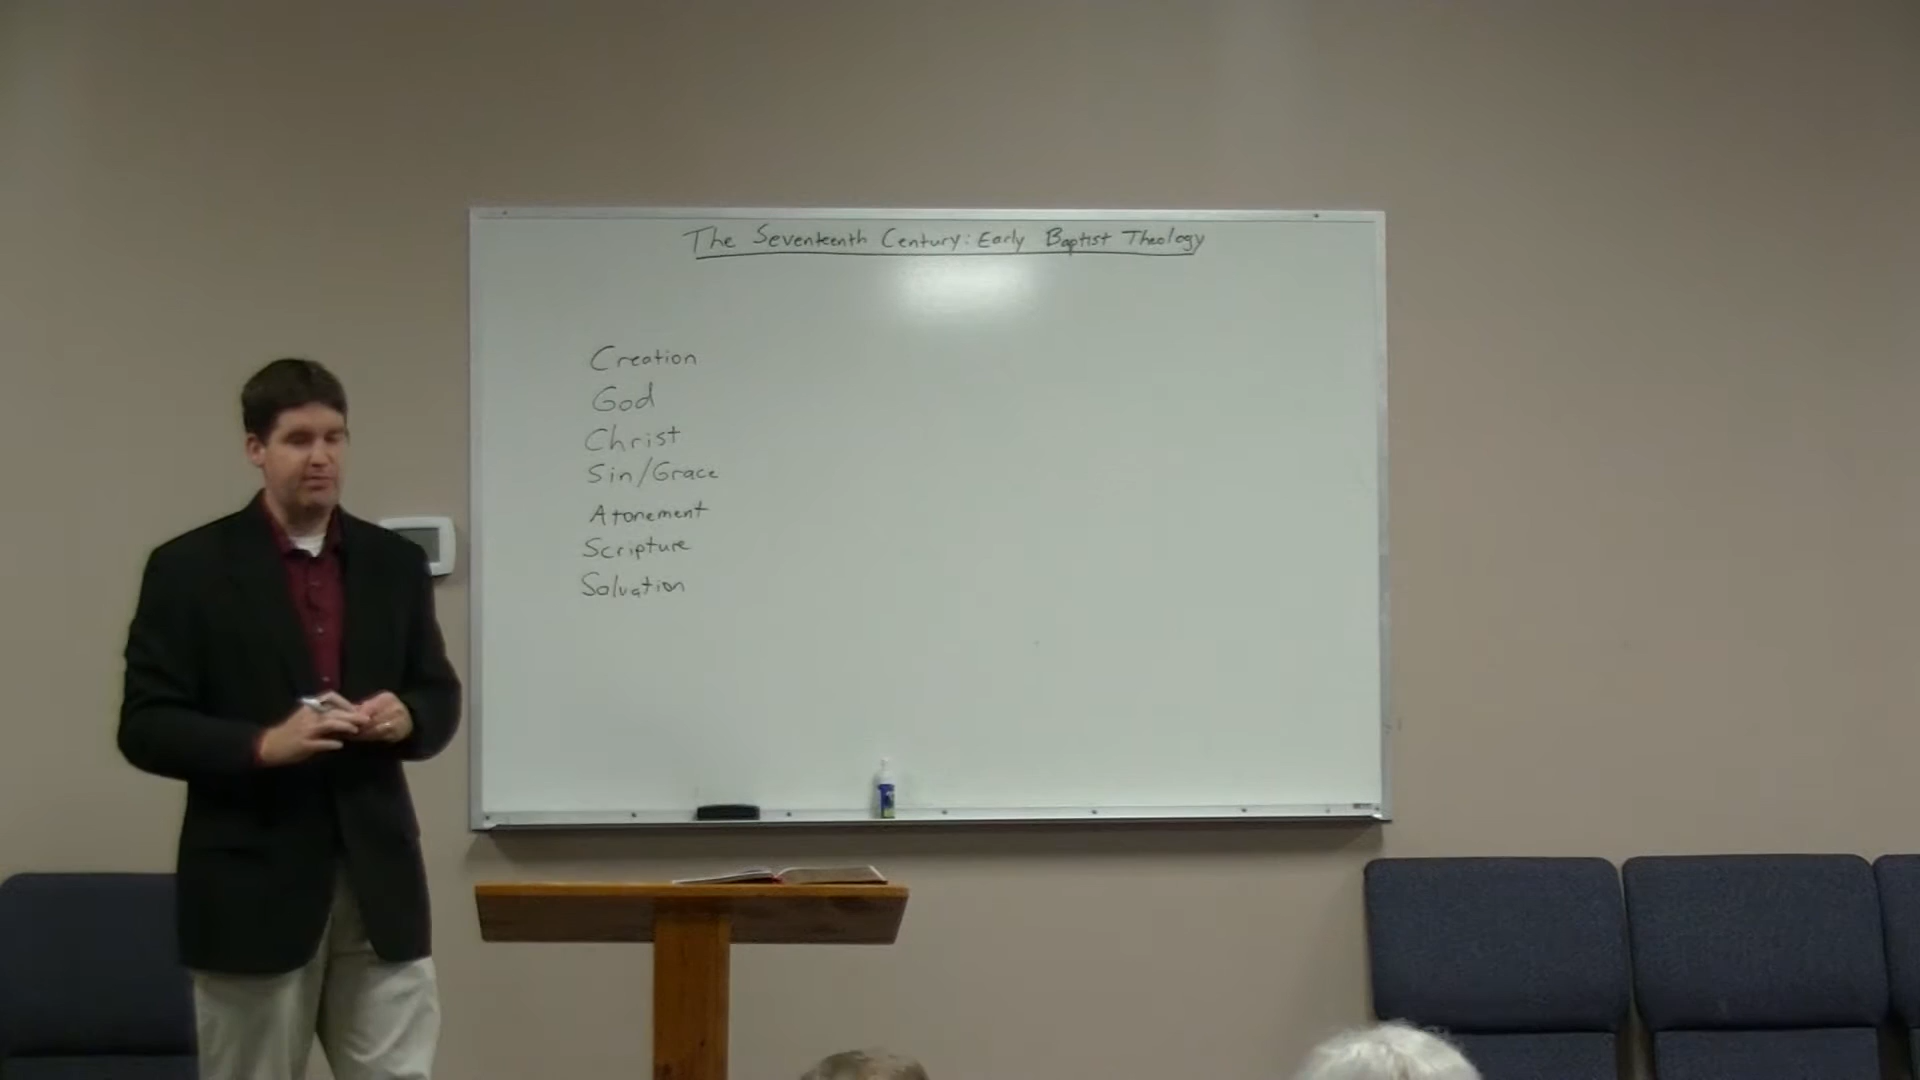 The Seventeenth Century: Early Baptist Theology
Creation
God
Christ
Sin/Grace
Atonement
Scripture
Salvation